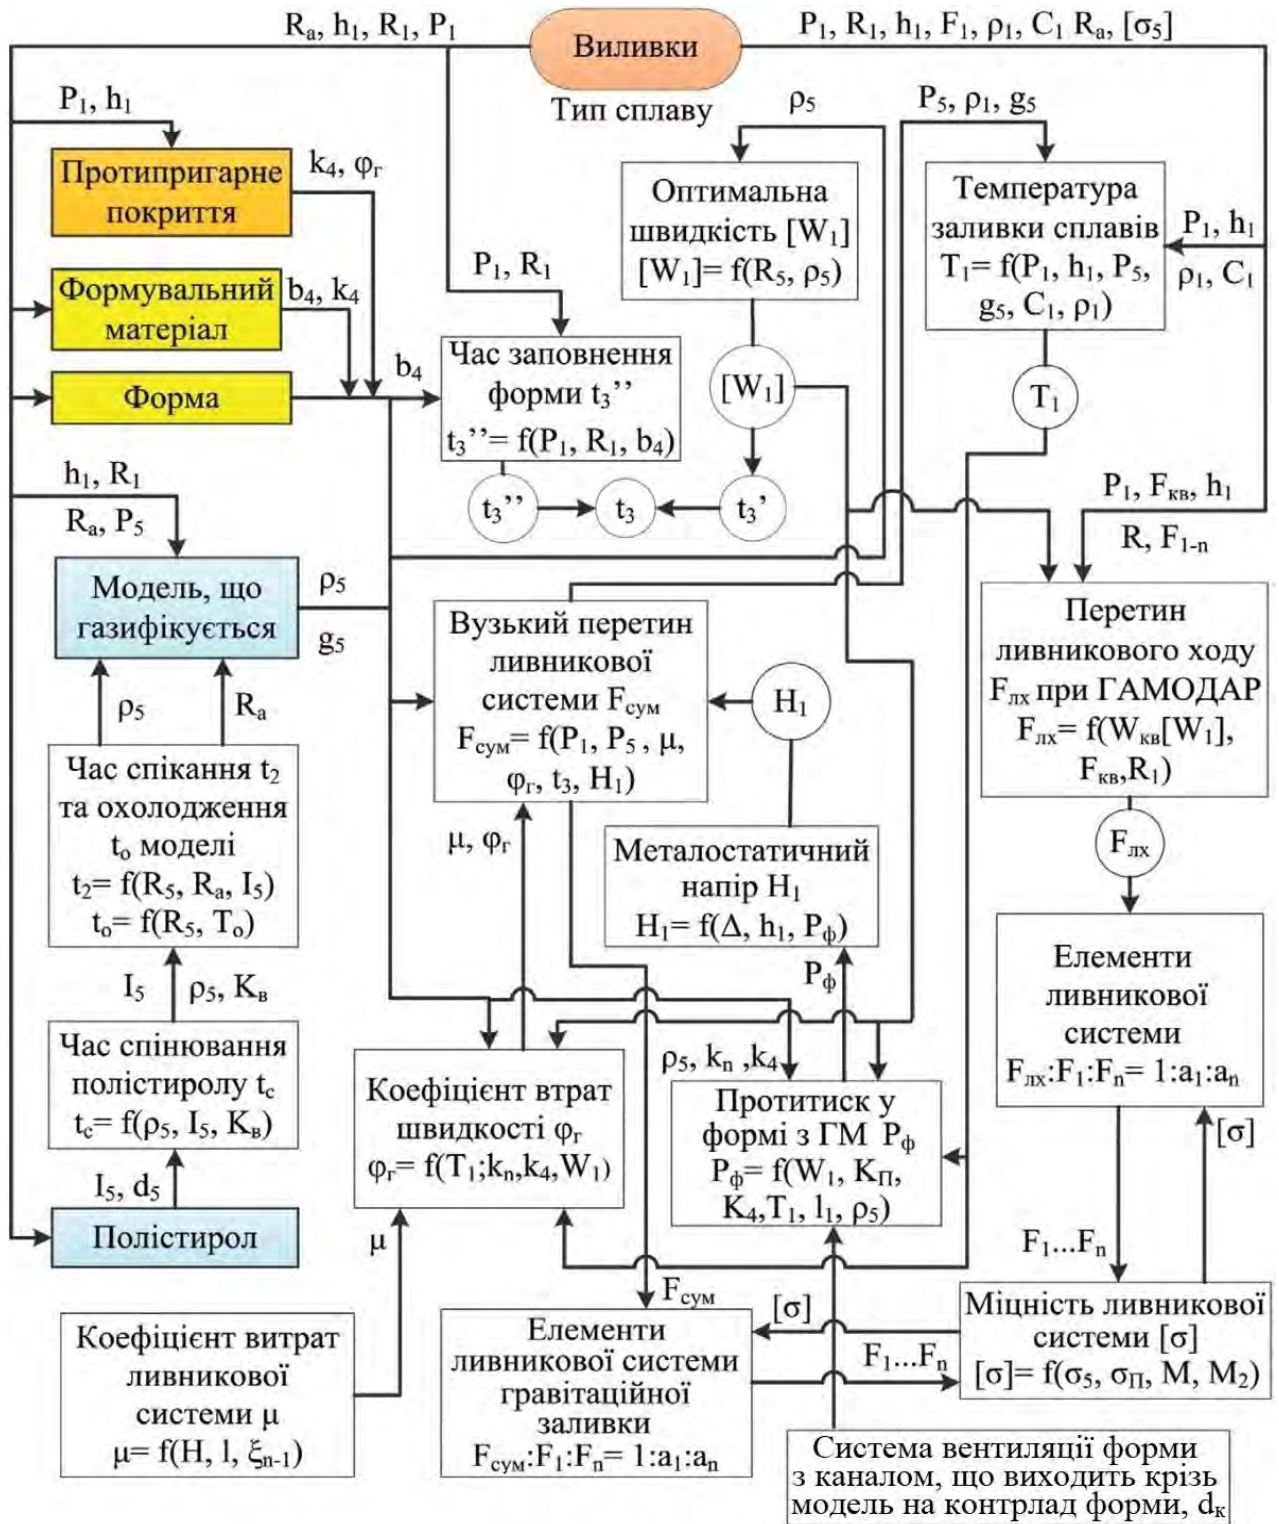 Rₐ, h₁, R₁, P₁
Виливки
P₁, R₁, h₁, F₁, ρ₁, C₁ Rₐ, [σ₅]
Тип сплаву
P₁, h₁
Протипригарне
покриття
k₄, φᵣ
Формувальний
матеріал
b₄, k₄
Форма
P₁, R₁
b₄
Час заповнення
форми t₃’’
t₃’’= f(P₁, R₁, b₄)
ρ₅
Оптимальна
швидкість [W₁]
[W₁]= f(R₅, ρ₅)
[W₁]
t₃’’
t₃
t₃’
P₅, ρ₁, g₅
Температура
заливки сплавів
T₁= f(P₁, h₁, P₅,
g₅, C₁, ρ₁)
P₁, h₁
ρ₁, C₁
T₁
h₁, R₁
Rₐ, P₅
Модель, що
газифікується
ρ₅
g₅
ρ₅
Rₐ
Час спікання t₂
та охолодження
tₒ моделі
t₂= f(R₅, Rₐ, I₅)
tₒ= f(R₅, Tₒ)
I₅
ρ₅, Kв
Час спінювання
полістиролу tс
tс= f(ρ₅, I₅, Kв)
I₅, d₅
Полістирол
Вузький перетин
ливникової
системи Fсум
Fсум= f(P₁, P₅ , μ,
φг, t₃, H₁)
H₁
μ, φг
Металостатичний
напір H₁
H₁= f(Δ, h₁, Pф)
Pф
P₁, Fкв, h₁
R, F₁₋ₙ
Перетин
ливникового ходу
Fлх при ГАМОДАР
Fлх= f(Wкв[W₁],
Fкв,R₁)
Fлх
Елементи
ливникової
системи
Fлх:F₁:Fₙ= 1:a₁:aₙ
[σ]
F₁...Fₙ
Коефіцієнт втрат
швидкості φг
φг= f(T₁;kₙ,k₄,W₁)
μ
ρ₅, kₙ ,k₄
Протитиск у
формі з ГМ Pф
Pф= f(W₁, KП,
K₄,T₁, l₁, ρ₅)
Коефіцієнт витрат
ливникової
системи μ
μ= f(H, l, ξₙ₋₁)
Fсум
Елементи
ливникової системи
гравітаційної
заливки
Fсум:F₁:Fₙ= 1:a₁:aₙ
[σ]
F₁...Fₙ
Міцність ливникової
системи [σ]
[σ]= f(σ₅, σП, M, M₂)
Система вентиляції форми
з каналом, що виходить крізь
модель на контрлад форми, dк